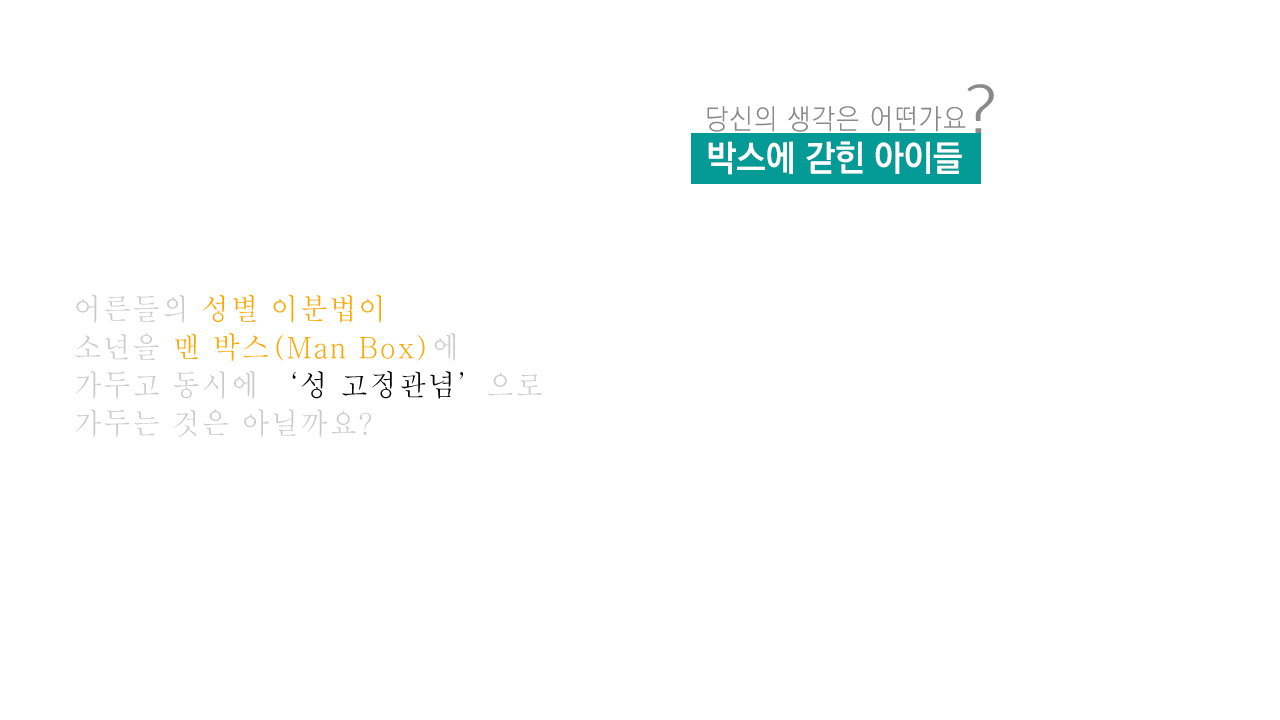 당신의 생각은 어떤가요?
박스에 갇힌 아이들
어른들의 성별 이분법이
소년을 맨 박스(Man Box)에
가두고 동시에 ‘성 고정관념’ 으로
가두는 것은 아닐까요?